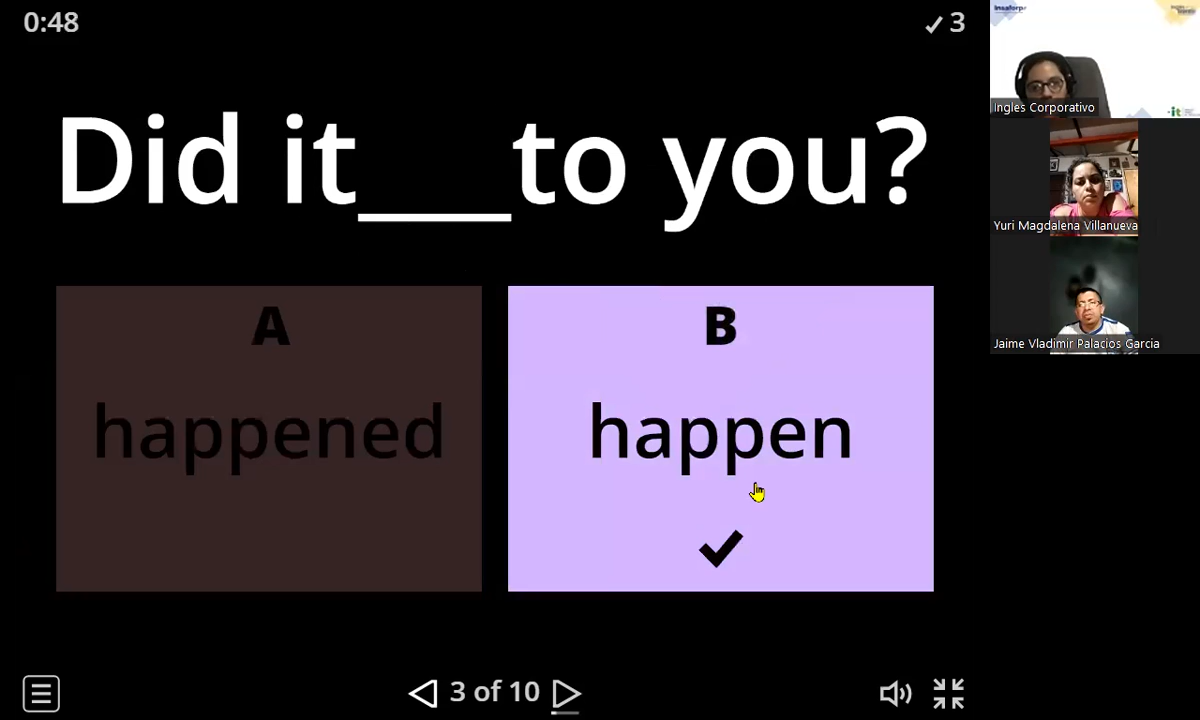 0:48
✓ 3
Did it___to you?
A
happened
B
happen
3 of 10
Insaforp
Ingles Corporativo
Yuri Magdalena Villanueva
Jaime Vladimir Palacios Garcia